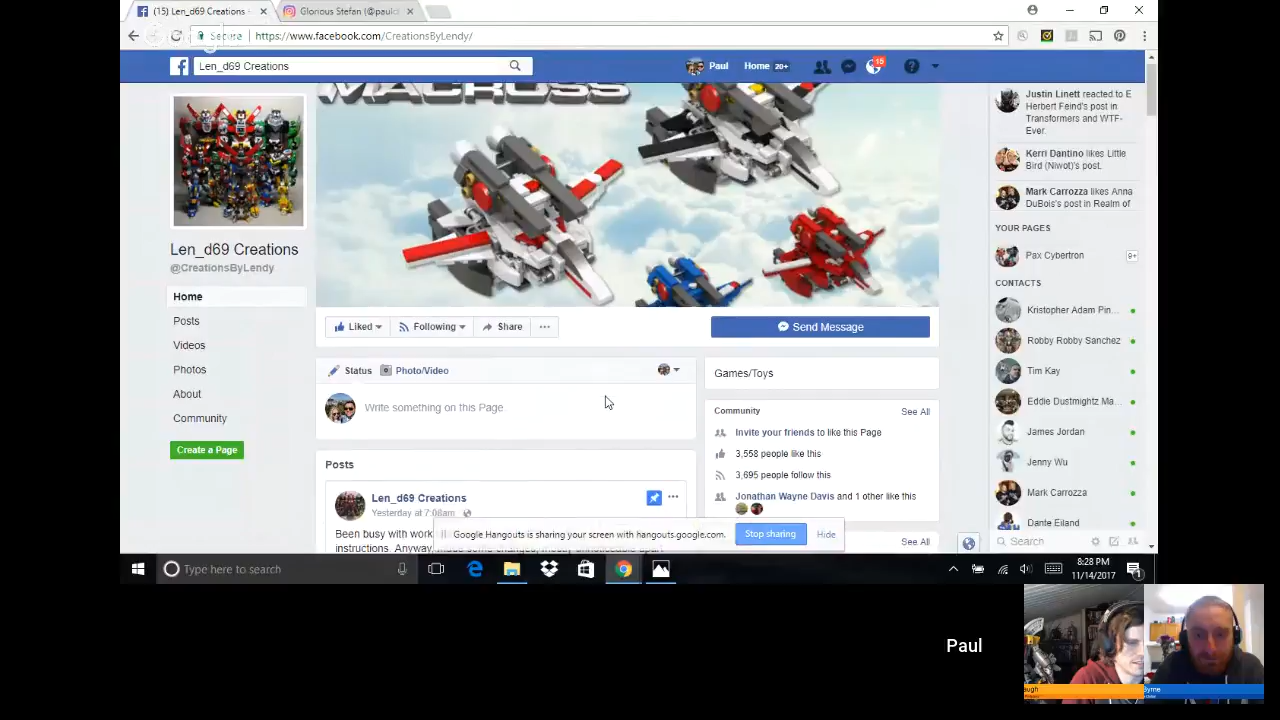 (15) Len_d69 Creations -
Glorious Stefan (@paulcl
Secure
https://www.facebook.com/CreationsByLendy/
Len_d69 Creations
Paul
Home 20+
15
MACROSS
Len_d69 Creations
@CreationsByLendy
Home
Posts
Videos
Photos
About
Community
Create a Page
Liked
Following
Share
Send Message
Status
Photo/Video
Write something on this Page
Posts
Len_d69 Creations
Yesterday at 7:08am
Been busy with work
instructions. Anyway,
Games/Toys
Community
See All
Invite your friends to like this Page
3,558 people like this
3,695 people follow this
Jonathan Wayne Davis and 1 other like this
See All
Justin Linett reacted to E
Herbert Feind's post in
Transformers and WTF-
Ever.
Kerri Dantino likes Little
Bird (Niwot)'s post.
Mark Carrozza likes Anna
DuBois's post in Realm of
YOUR PAGES
Pax Cybertron
9+
CONTACTS
Kristopher Adam Pin...
Robby Robby Sanchez
Tim Kay
Eddie Dustmightz Ma...
James Jordan
Jenny Wu
Mark Carrozza
Dante Eiland
Search
Google Hangouts is sharing your screen with hangouts.google.com.
Stop sharing
Hide
Type here to search
8:28 PM
11/14/2017
1
Paul
augh
Byrne